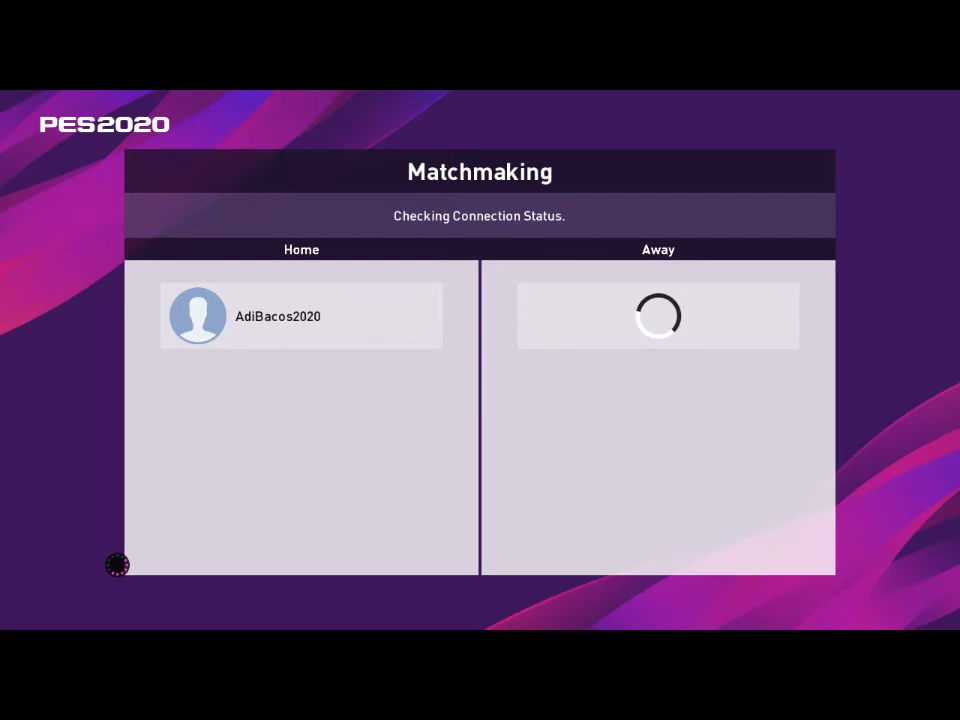 PES2020
Matchmaking
Checking Connection Status.
Home
Away
AdiBacos2020